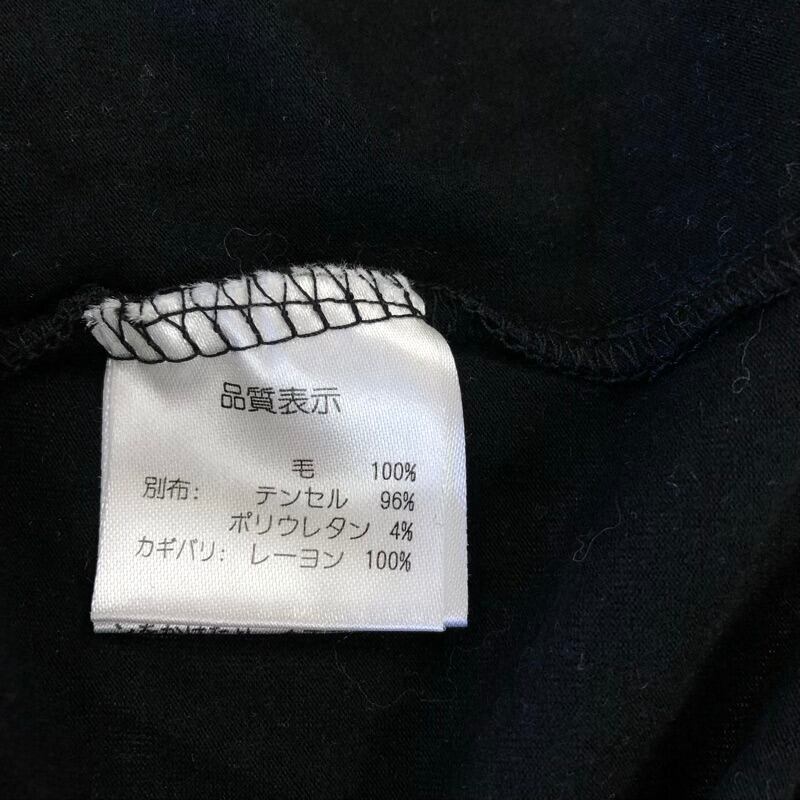 品質表示
毛 100%
別布: テンセル 96%
ポリウレタン 4%
カギバリ: レーヨン 100%